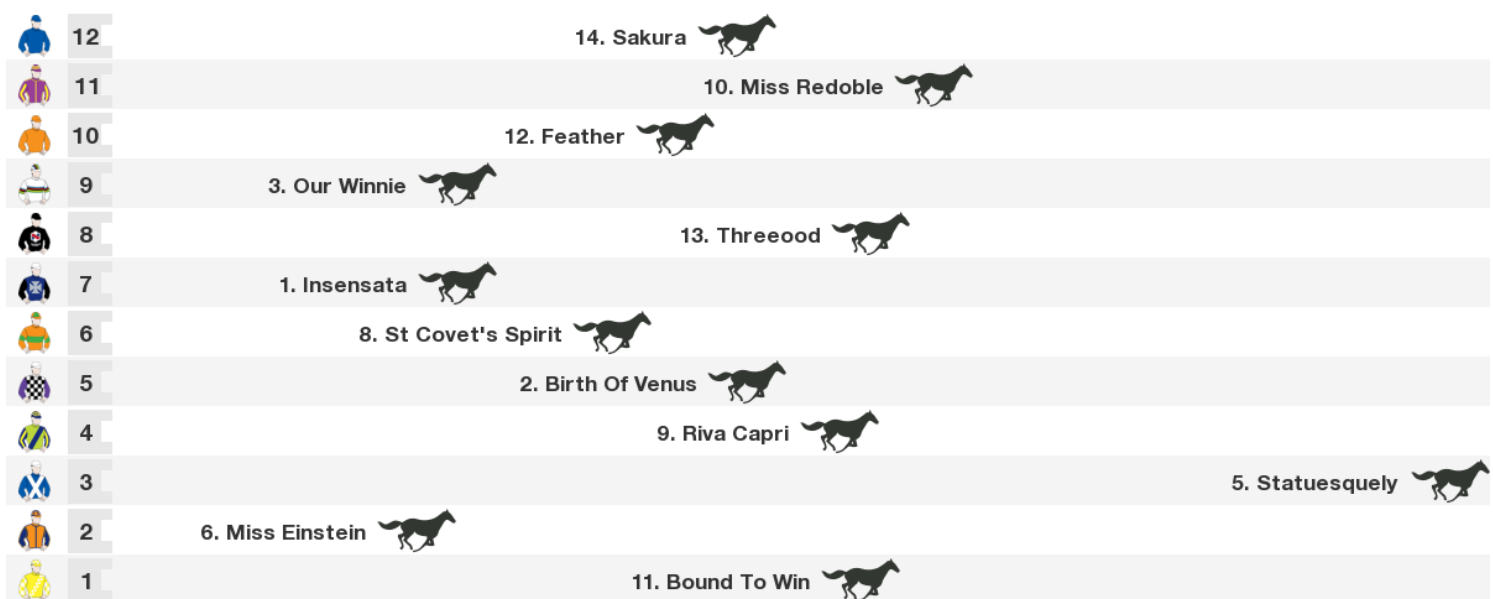 12 14. Sakura
11 10. Miss Redoble
10 12. Feather
9 3. Our Winnie
8 13. Threeood
7 1. Insensata
6 8. St Covet's Spirit
5 2. Birth Of Venus
4 9. Riva Capri
3 5. Statuesquely
2 6. Miss Einstein
1 11. Bound To Win